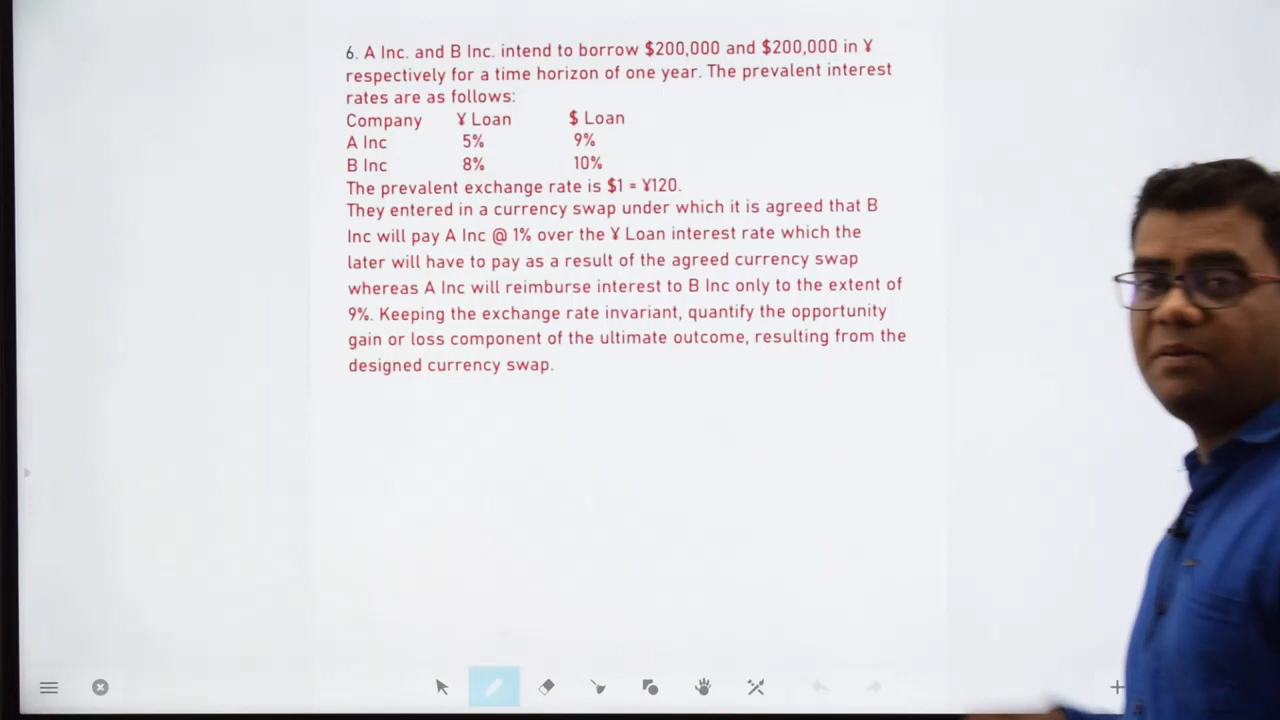 6. A Inc. and B Inc. intend to borrow $200,000 and $200,000 in ¥
respectively for a time horizon of one year. The prevalent interest
rates are as follows:
Company ¥ Loan $ Loan
A Inc 5% 9%
B Inc 8% 10%
The prevalent exchange rate is $1 = ¥120.
They entered in a currency swap under which it is agreed that B
Inc will pay A Inc @ 1% over the ¥ Loan interest rate which the
later will have to pay as a result of the agreed currency swap
whereas A Inc will reimburse interest to B Inc only to the extent of
9%. Keeping the exchange rate invariant, quantify the opportunity
gain or loss component of the ultimate outcome, resulting from the
designed currency swap.